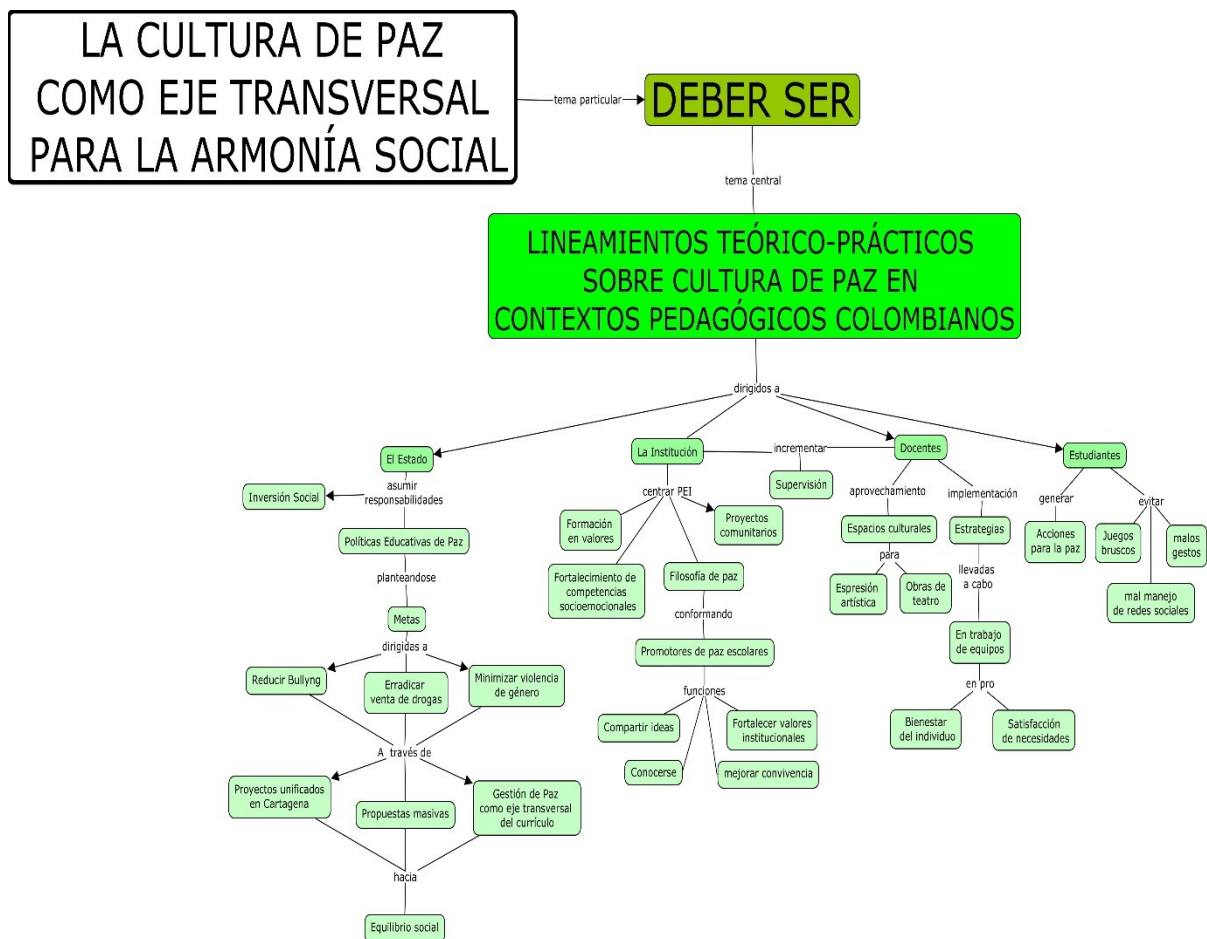 LA CULTURA DE PAZ
COMO EJE TRANSVERSAL
PARA LA ARMONÍA SOCIAL
tema particular
DEBER SER
tema central
LINEAMIENTOS TEÓRICO-PRÁCTICOS
SOBRE CULTURA DE PAZ EN
CONTEXTOS PEDAGÓGICOS COLOMBIANOS
dirigidos a
El Estado
asumir
responsabilidades
Inversión Social
Políticas Educativas de Paz
planteandose
Metas
dirigidas a
Reducir Bullyng
Erradicar
venta de drogas
Minimizar violencia
de género
A través de
Proyectos unificados
en Cartagena
Propuestas masivas
Gestión de Paz
como eje transversal
del currículo
hacia
Equilibrio social
La Institución
incrementar
Supervisión
centrar PEI
Formación
en valores
Fortalecimiento de
competencias
socioemocionales
Filosofía de paz
Proyectos
comunitarios
conformando
Promotores de paz escolares
funciones
Compartir ideas
Conocerse
Fortalecer valores
institucionales
mejorar convivencia
Docentes
aprovechamiento
Espacios culturales
para
Espresión
artística
Obras de
teatro
implementación
Estrategias
llevadas
a cabo
En trabajo
de equipos
en pro
Bienestar
del individuo
Satisfacción
de necesidades
Estudiantes
generar
Acciones
para la paz
evitar
Juegos
bruscos
mal manejo
de redes sociales
malos
gestos